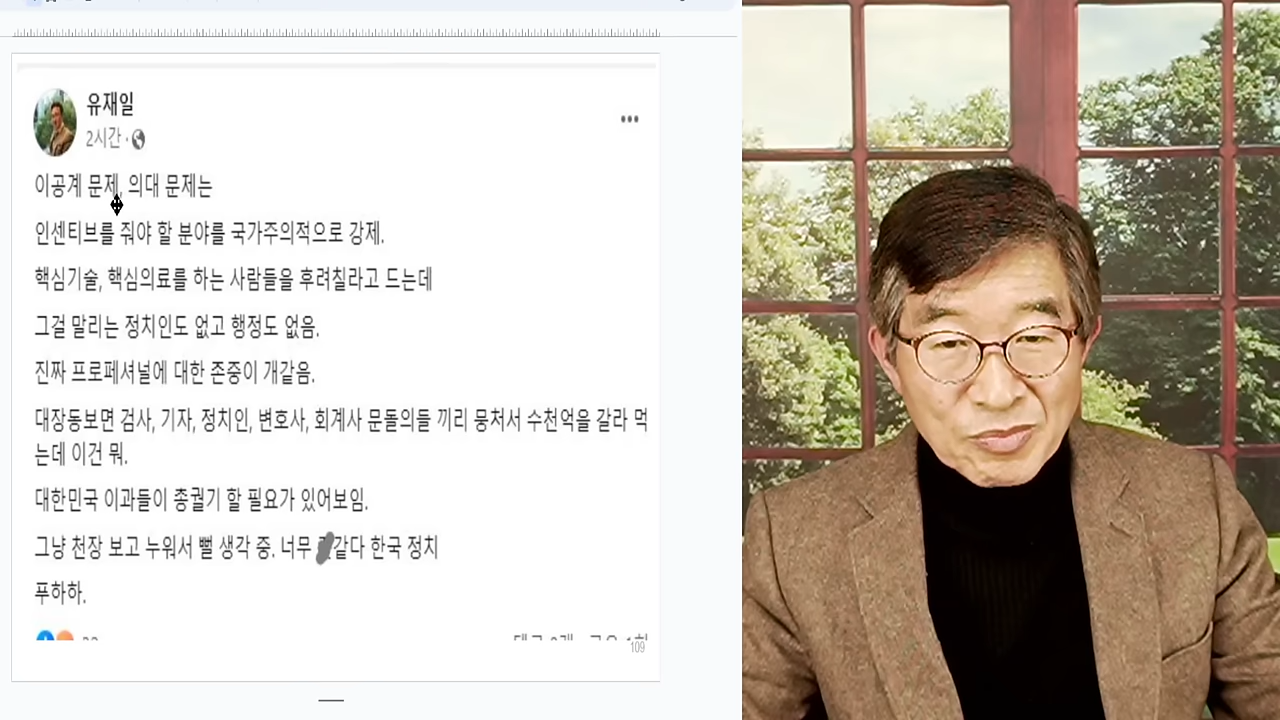 유재일
2시간
이공계 문제, 의대 문제는
인센티브를 줘야 할 분야를 국가주의적으로 강제.
핵심기술, 핵심의료를 하는 사람들을 후려칠라고 드는데
그걸 말리는 정치인도 없고 행정도 없음.
진짜 프로페셔널에 대한 존중이 개같음.
대장동보면 검사, 기자, 정치인, 변호사, 회계사 문돌의들 끼리 뭉쳐서 수천억을 갈라 먹
는데 이건 뭐.
대한민국 이과들이 총궐기 할 필요가 있어보임.
그냥 천장 보고 누워서 뻘 생각 중. 너무 같다 한국 정치
푸하하.
109